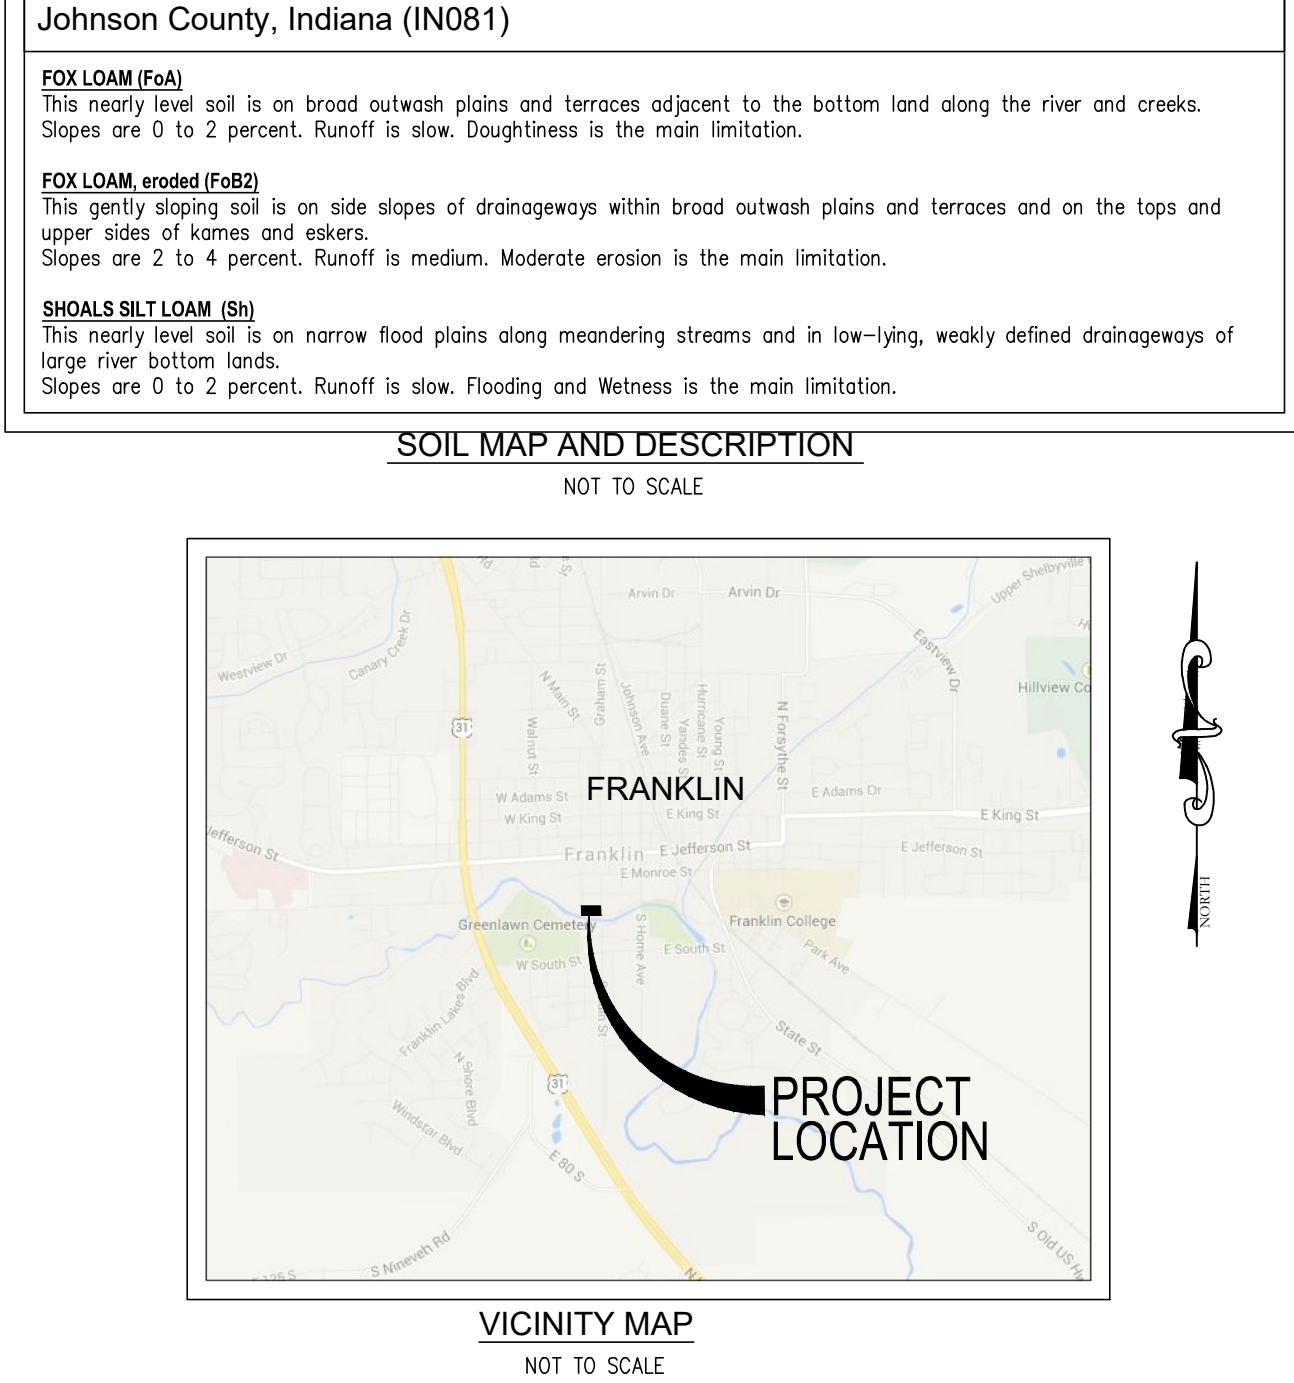 Johnson County, Indiana (IN081)
FOX LOAM (FoA)
This nearly level soil is on broad outwash plains and terraces adjacent to the bottom land along the river and creeks.
Slopes are 0 to 2 percent. Runoff is slow. Doughtiness is the main limitation.
FOX LOAM, eroded (FoB2)
This gently sloping soil is on side slopes of drainageways within broad outwash plains and terraces and on the tops and
upper sides of kames and eskers.
Slopes are 2 to 4 percent. Runoff is medium. Moderate erosion is the main limitation.
SHOALS SILT LOAM (Sh)
This nearly level soil is on narrow flood plains along meandering streams and in low-lying, weakly defined drainageways of
large river bottom lands.
Slopes are 0 to 2 percent. Runoff is slow. Flooding and Wetness is the main limitation.
SOIL MAP AND DESCRIPTION
NOT TO SCALE
Rd
Rd
St
Arvin Dr
Arvin Dr
Upper Shelbyville
Westview Dr
Canary Creek Dr
Eastview Dr
Hillview Co
N Main St
Graham St
Johnson Ave
Duane St
Yandes S
Hurricane St
Young St
N Forsythe St
Walnut St
31
FRANKLIN
W Adams St
E Adams Dr
W King St
E King St
E King St
Jefferson St
Franklin
E Jefferson St
E Jefferson St
E Monroe St
Greenlawn Cemetery
Franklin College
S Home Ave
E South St
W South St
Park Ave
Franklin Lakes Blvd
State St
N Shore Blvd
31
Windstar Blvd
PROJECT
LOCATION
E 80 S
S Nineveh Rd
E 125 S
S Old US Hw
NORTH
VICINITY MAP
NOT TO SCALE